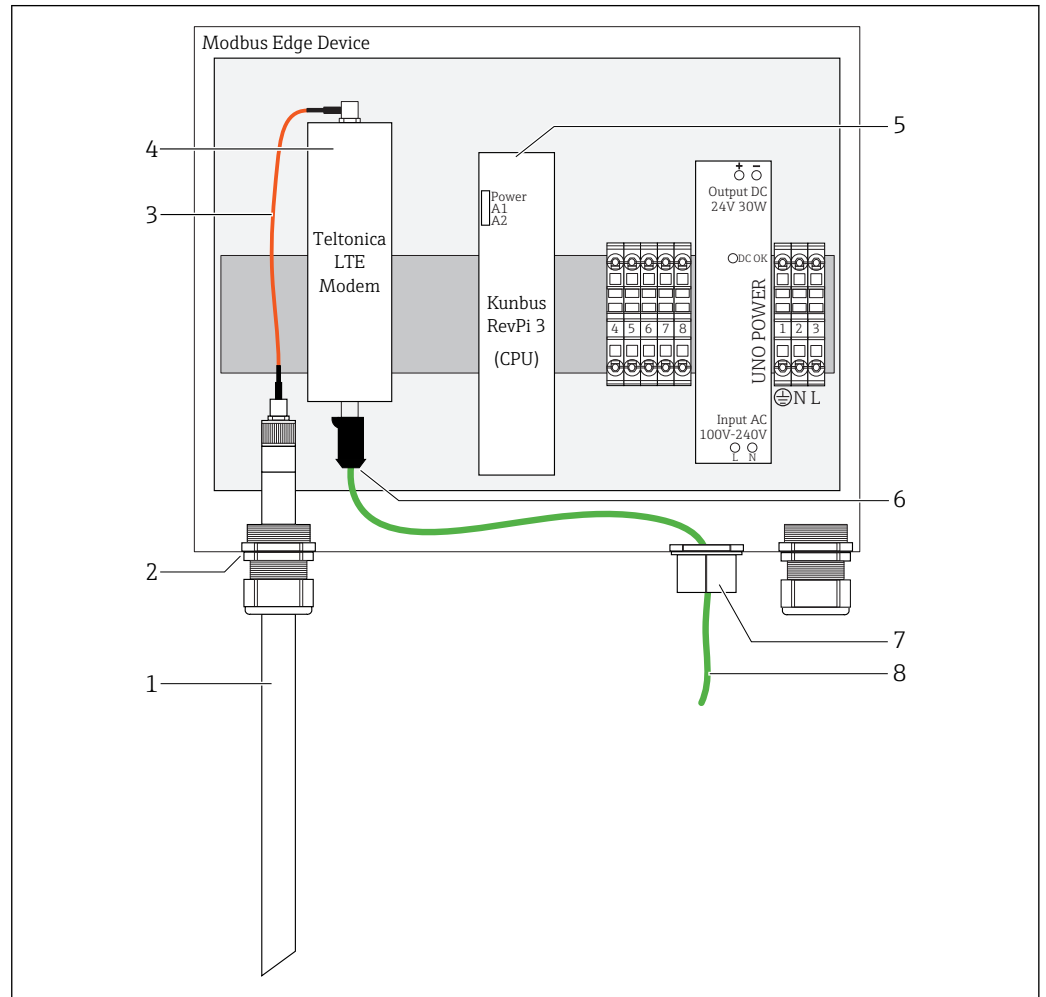 Modbus Edge Device
4
3
Teltonica
LTE
Modem
5
Power
A1
A2
Kunbus
RevPi 3
(CPU)
4 5 6 7 8
+ −
Output DC
24V 30W
DC OK
UNO POWER
Input AC
100V-240V
L N
1 2 3
N L
6
2
7
1
8